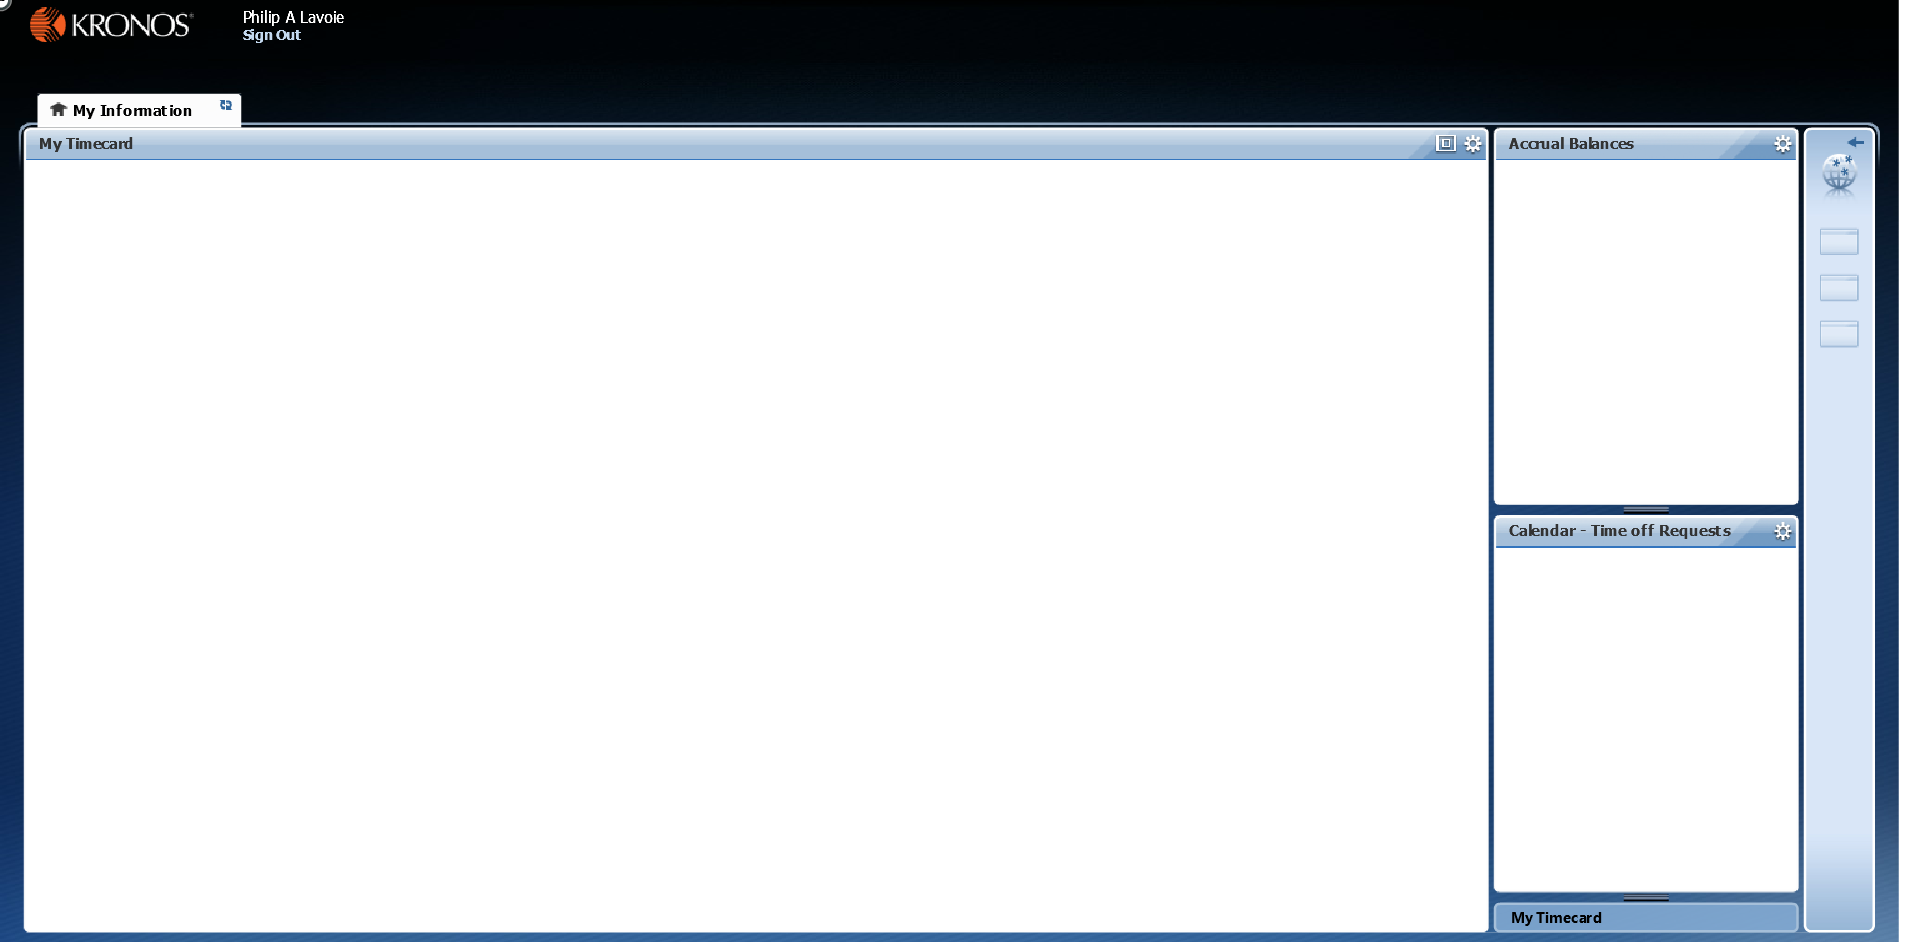 KRONOS
Philip A Lavoie
Sign Out
My Information
My Timecard
Accrual Balances
Calendar - Time off Requests
My Timecard